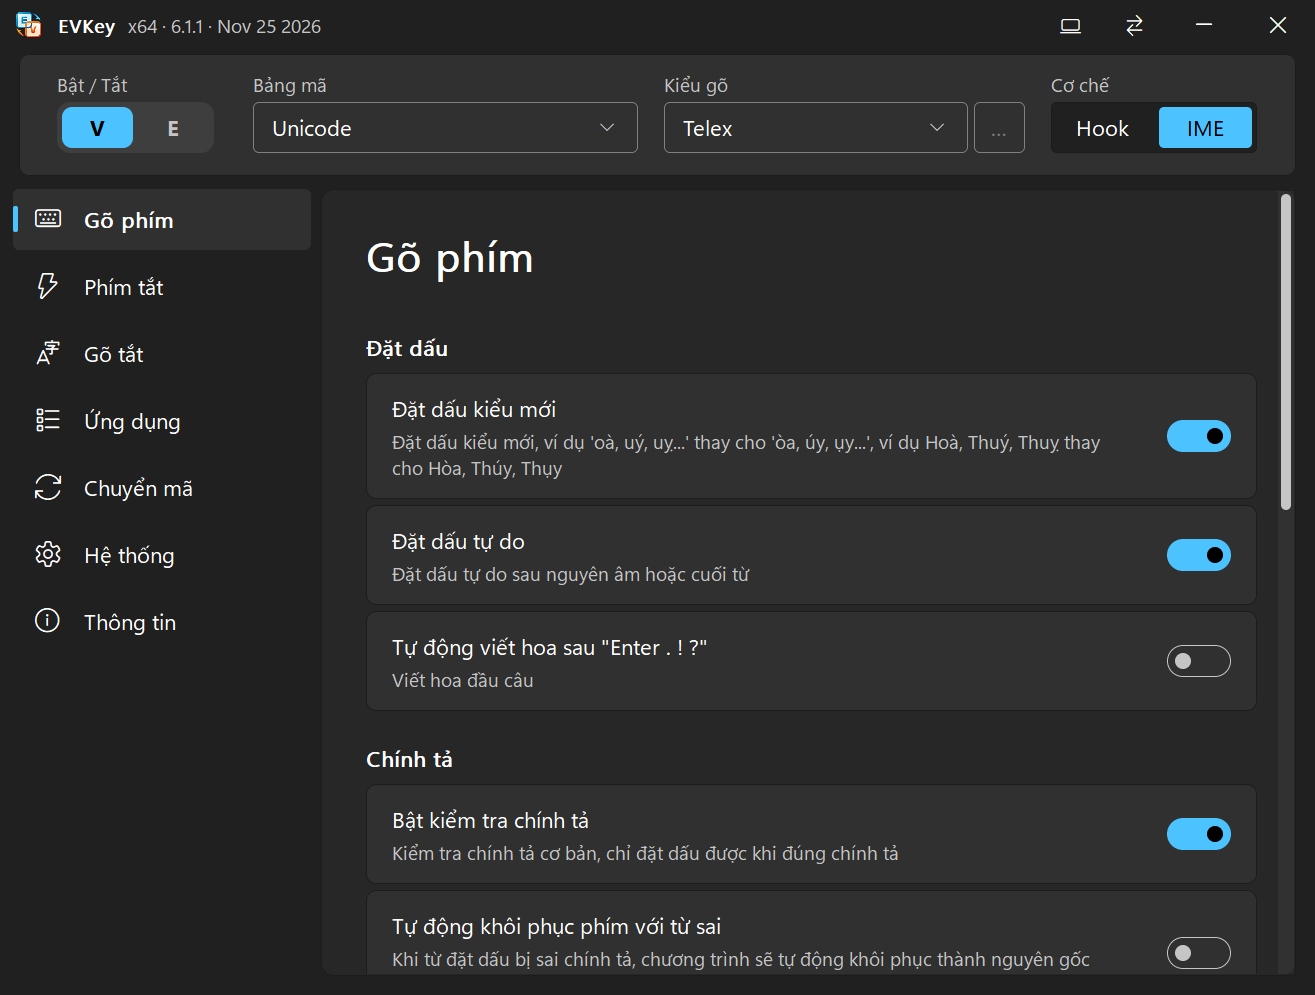 EVKey x64 · 6.1.1 · Nov 25 2026
Bật / Tắt
V E
Bảng mã
Unicode
Kiểu gõ
Telex
...
Cơ chế
Hook IME
Gõ phím
Phím tắt
Gõ tắt
Ứng dụng
Chuyển mã
Hệ thống
Thông tin
Gõ phím
Đặt dấu
Đặt dấu kiểu mới
Đặt dấu kiểu mới, ví dụ 'oà, uý, uỵ...' thay cho 'òa, úy, ụy...', ví dụ Hoà, Thuý, Thuỵ thay
cho Hòa, Thúy, Thụy
Đặt dấu tự do
Đặt dấu tự do sau nguyên âm hoặc cuối từ
Tự động viết hoa sau "Enter . ! ?"
Viết hoa đầu câu
Chính tả
Bật kiểm tra chính tả
Kiểm tra chính tả cơ bản, chỉ đặt dấu được khi đúng chính tả
Tự động khôi phục phím với từ sai
Khi từ đặt dấu bị sai chính tả, chương trình sẽ tự động khôi phục thành nguyên gốc